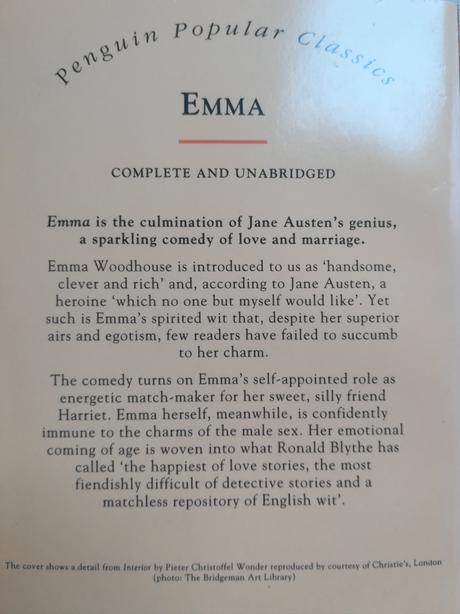 Penguin Popular Classics
EMMA
COMPLETE AND UNABRIDGED
Emma is the culmination of Jane Austen's genius,
a sparkling comedy of love and marriage.
Emma Woodhouse is introduced to us as ‘handsome,
clever and rich’ and, according to Jane Austen, a
heroine ‘which no one but myself would like’. Yet
such is Emma's spirited wit that, despite her superior
airs and egotism, few readers have failed to succumb
to her charm.
The comedy turns on Emma's self-appointed role as
energetic match-maker for her sweet, silly friend
Harriet. Emma herself, meanwhile, is confidently
immune to the charms of the male sex. Her emotional
coming of age is woven into what Ronald Blythe has
called ‘the happiest of love stories, the most
fiendishly difficult of detective stories and a
matchless repository of English wit’.
The cover shows a detail from Interior by Pieter Christoffel Wonder reproduced by courtesy of Christie's, London
(photo: The Bridgeman Art Library)